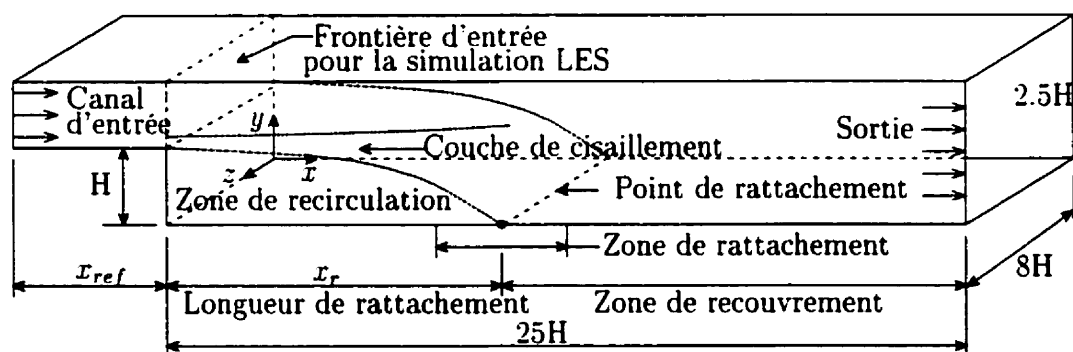 Frontière d'entrée
pour la simulation LES
Canal
d'entrée
2.5H
y
Sortie
Couche de cisaillement
H
z
x
Zone de recirculation
Point de rattachement
Zone de rattachement
8H
x_ref
x_r
Longueur de rattachement
Zone de recouvrement
25H